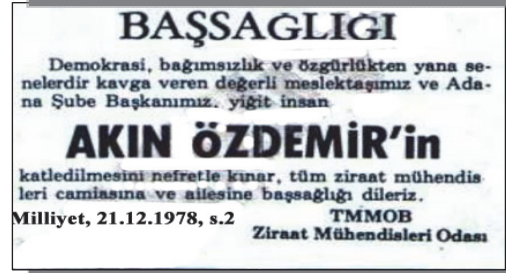 BAŞSAĞLIĞI
Demokrasi, bağımsızlık ve özgürlükten yana se-
nelerdir kavga veren değerli meslektaşımız ve Ada-
na Şube Başkanımız, yiğit insan
AKIN ÖZDEMİR'in
katledilmesini nefretle kınar, tüm ziraat mühendis
leri camiasına ve ailesine başsağlığı dileriz.
Milliyet, 21.12.1978, s.2
TMMOB
Ziraat Mühendisleri Odası